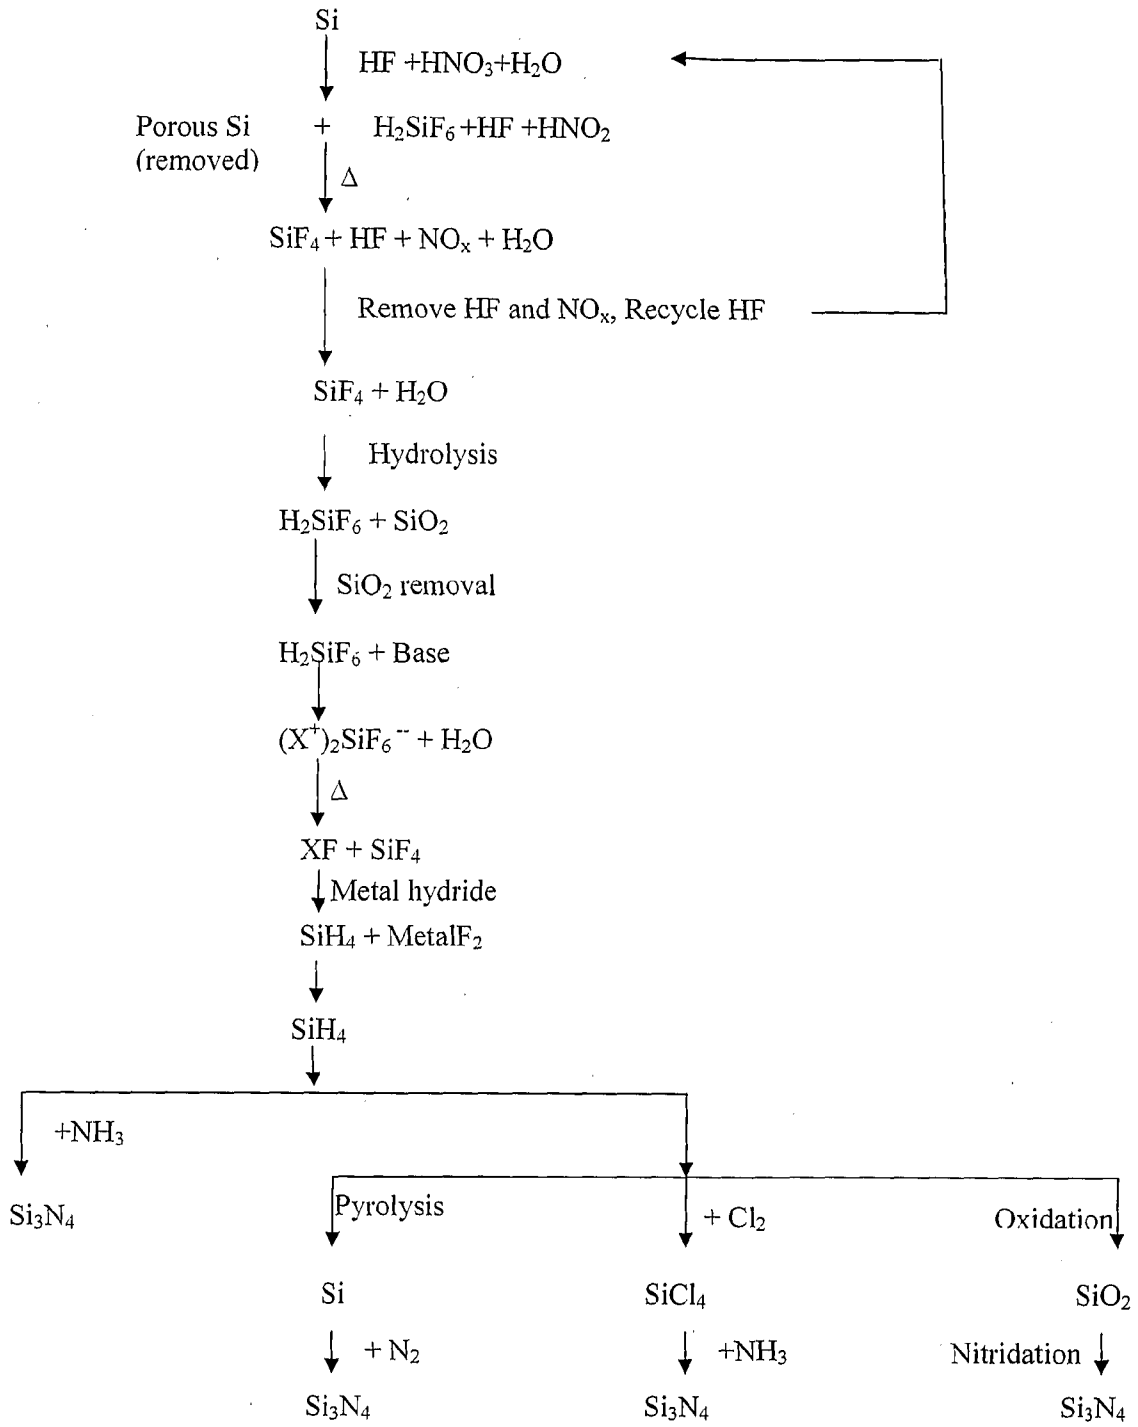 Si
HF +HNO₃+H₂O
Porous Si + H₂SiF₆ +HF +HNO₂
(removed)
Δ
SiF₄ + HF + NOₓ + H₂O
Remove HF and NOₓ, Recycle HF
SiF₄ + H₂O
Hydrolysis
H₂SiF₆ + SiO₂
SiO₂ removal
H₂SiF₆ + Base
(X⁺)₂SiF₆⁻⁻ + H₂O
Δ
XF + SiF₄
Metal hydride
SiH₄ + MetalF₂
SiH₄
+NH₃
Si₃N₄
Pyrolysis + Cl₂ Oxidation
Si SiCl₄ SiO₂
+ N₂ +NH₃ Nitridation
Si₃N₄ Si₃N₄ Si₃N₄